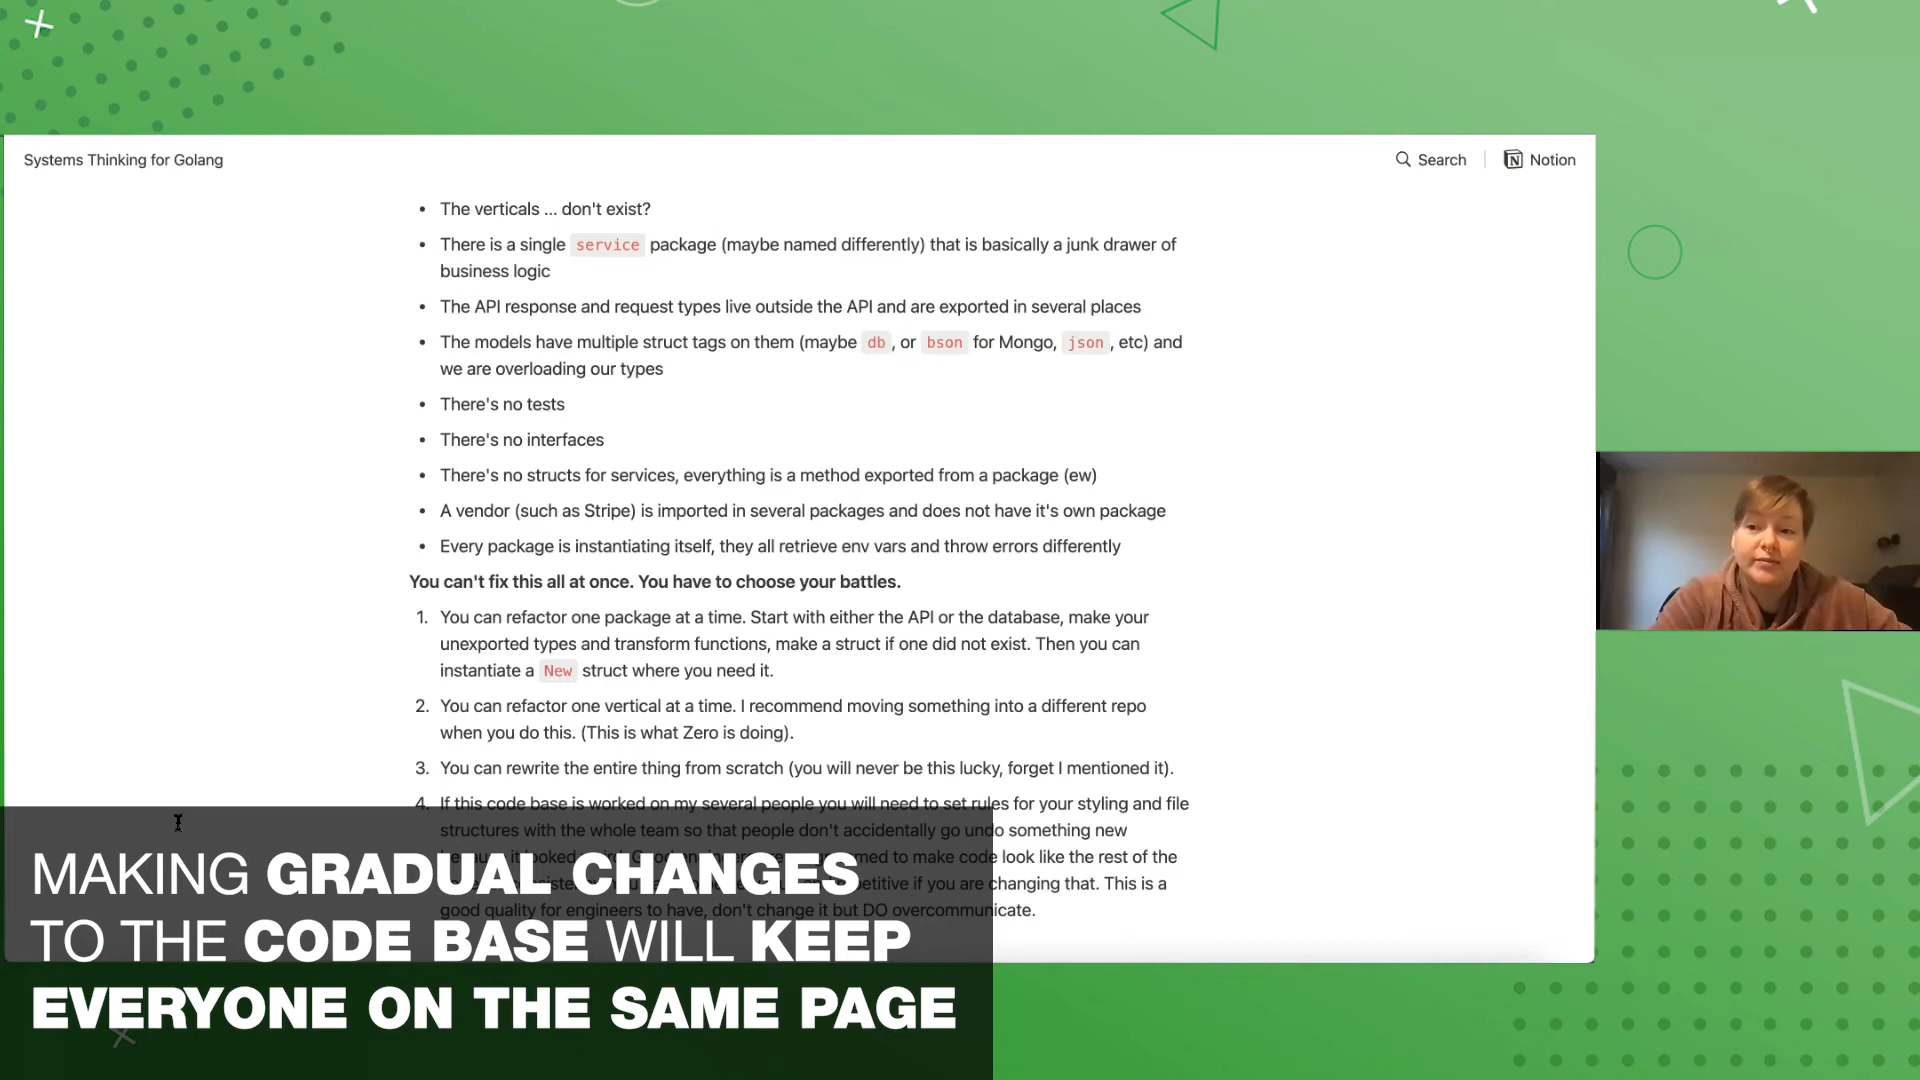 Systems Thinking for Golang
Search
Notion
• The verticals ... don't exist?
• There is a single service package (maybe named differently) that is basically a junk drawer of
business logic
• The API response and request types live outside the API and are exported in several places
• The models have multiple struct tags on them (maybe db, or bson for Mongo, json, etc) and
we are overloading our types
• There's no tests
• There's no interfaces
• There's no structs for services, everything is a method exported from a package (ew)
• A vendor (such as Stripe) is imported in several packages and does not have it's own package
• Every package is instantiating itself, they all retrieve env vars and throw errors differently
You can't fix this all at once. You have to choose your battles.
1. You can refactor one package at a time. Start with either the API or the database, make your
unexported types and transform functions, make a struct if one did not exist. Then you can
instantiate a New struct where you need it.
2. You can refactor one vertical at a time. I recommend moving something into a different repo
when you do this. (This is what Zero is doing).
3. You can rewrite the entire thing from scratch (you will never be this lucky, forget I mentioned it).
4. If this code base is worked on my several people you will need to set rules for your styling and file
structures with the whole team so that people don't accidentally go undo something new
it looked to make code look like the rest of the
if you are changing that. This is a
good quality for engineers to have, don't change it but DO overcommunicate.
MAKING GRADUAL CHANGES
TO THE CODE BASE WILL KEEP
EVERYONE ON THE SAME PAGE